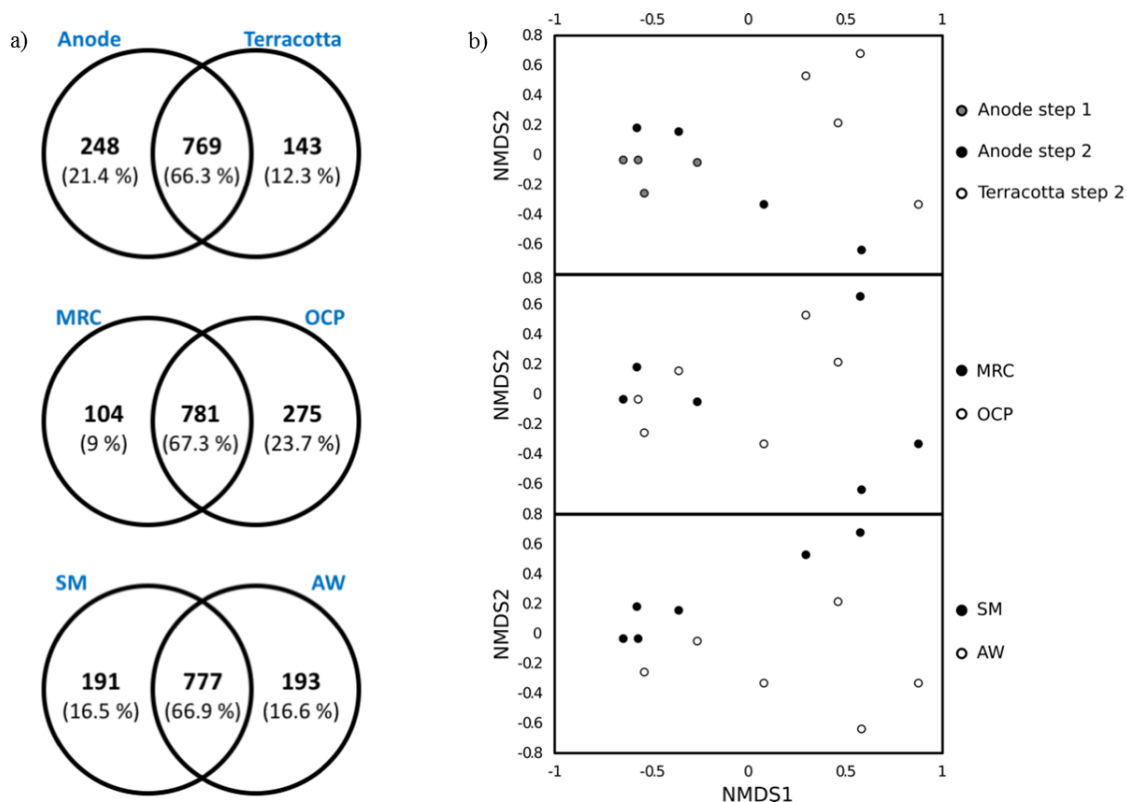 a)
Anode Terracotta
248 769 143
(21.4 %) (66.3 %) (12.3 %)
MRC OCP
104 781 275
(9 %) (67.3 %) (23.7 %)
SM AW
191 777 193
(16.5 %) (66.9 %) (16.6 %)
b)
-1 -0.5 0 0.5 1
0.8
0.6
0.4
0.2
0
-0.2
-0.4
-0.6
NMDS2
Anode step 1
Anode step 2
Terracotta step 2
0.8
0.6
0.4
0.2
0
-0.2
-0.4
-0.6
NMDS2
MRC
OCP
0.8
0.6
0.4
0.2
0
-0.2
-0.4
-0.6
-0.8
NMDS2
SM
AW
-1 -0.5 0 0.5 1
NMDS1